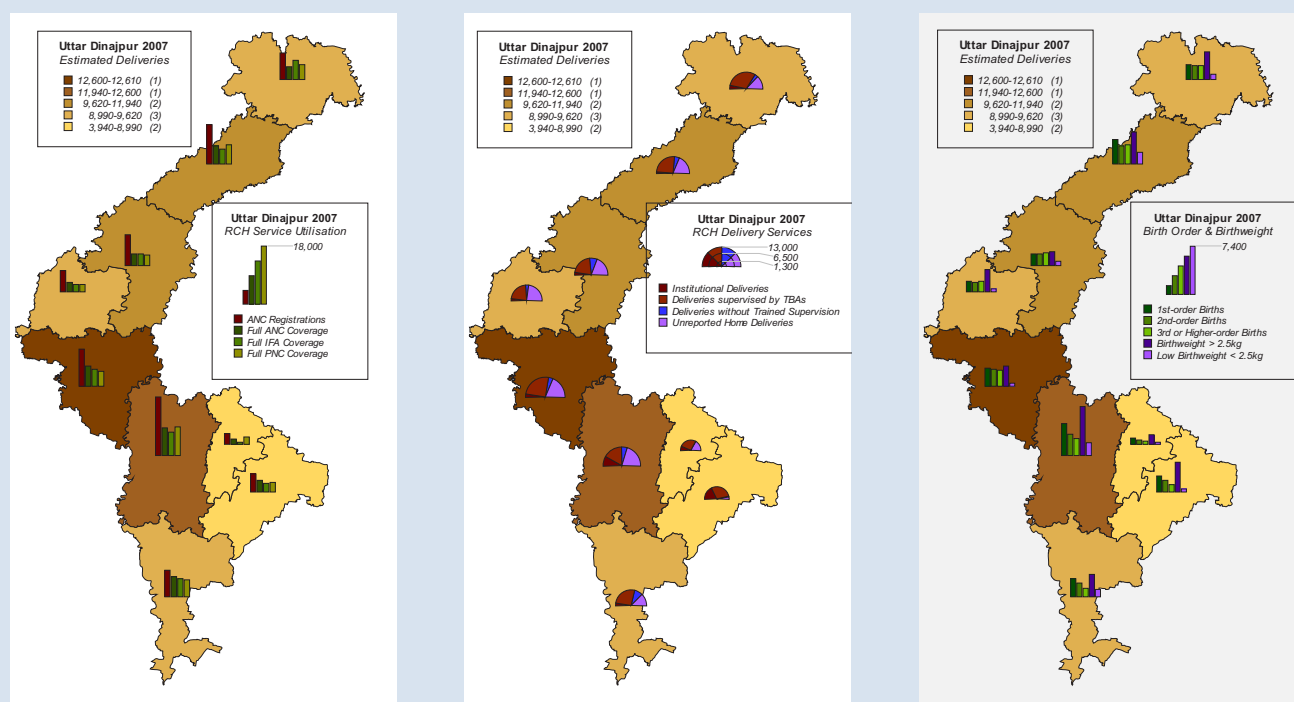 Uttar Dinajpur 2007
Estimated Deliveries
12,600-12,610 (1)
11,940-12,600 (1)
9,620-11,940 (2)
8,990-9,620 (3)
3,940-8,990 (2)
Uttar Dinajpur 2007
RCH Service Utilisation
18,000
ANC Registrations
Full ANC Coverage
Full IFA Coverage
Full PNC Coverage
Uttar Dinajpur 2007
Estimated Deliveries
12,600-12,610 (1)
11,940-12,600 (1)
9,620-11,940 (2)
8,990-9,620 (3)
3,940-8,990 (2)
Uttar Dinajpur 2007
RCH Delivery Services
13,000
6,500
1,300
Institutional Deliveries
Deliveries supervised by TBAs
Deliveries without Trained Supervision
Unreported Home Deliveries
Uttar Dinajpur 2007
Estimated Deliveries
12,600-12,610 (1)
11,940-12,600 (1)
9,620-11,940 (2)
8,990-9,620 (3)
3,940-8,990 (2)
Uttar Dinajpur 2007
Birth Order & Birthweight
7,400
1st-order Births
2nd-order Births
3rd or Higher-order Births
Birthweight > 2.5kg
Low Birthweight < 2.5kg